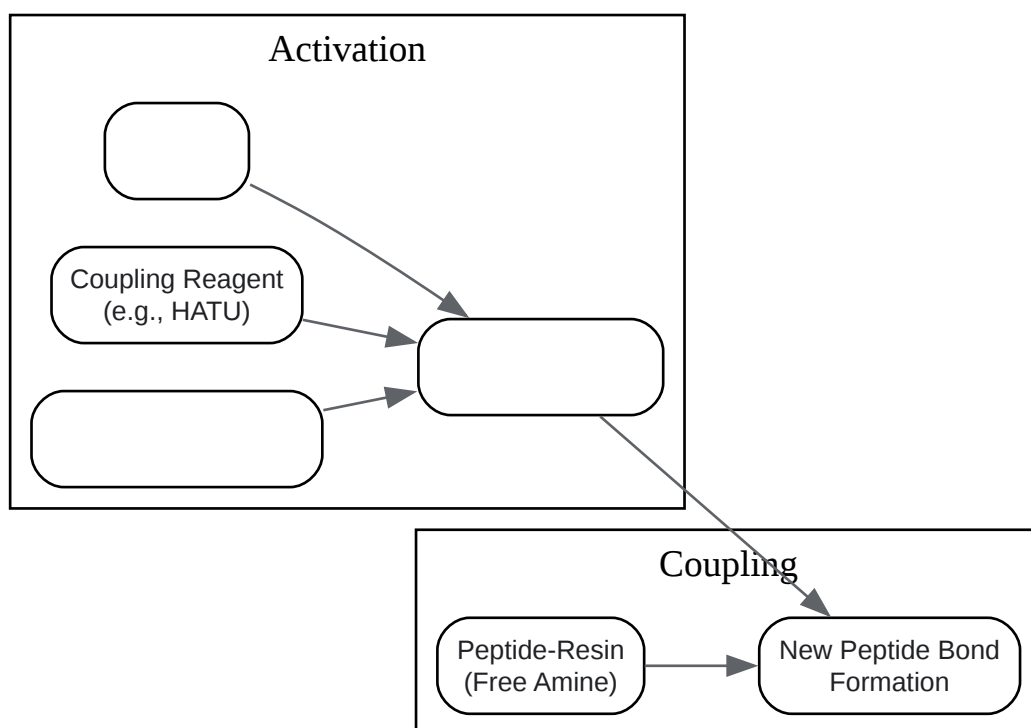 Activation
Coupling Reagent
(e.g., HATU)
Coupling
Peptide-Resin
(Free Amine)
New Peptide Bond
Formation